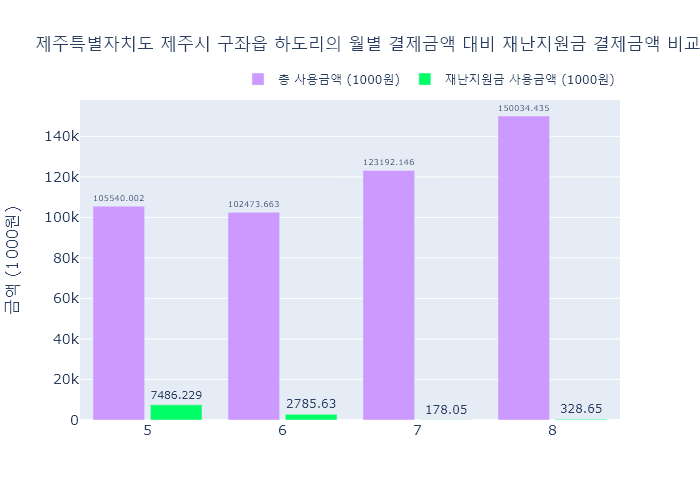 제주특별자치도 제주시 구좌읍 하도리의 월별 결제금액 대비 재난지원금 결제금액 비교
총 사용금액 (1000원) 재난지원금 사용금액 (1000원)
150034.435
140k
123192.146
120k
105540.002
102473.663
100k
80k
60k
40k
20k
7486.229
2785.63
178.05
328.65
0
5 6 7 8
금액 (1000원)